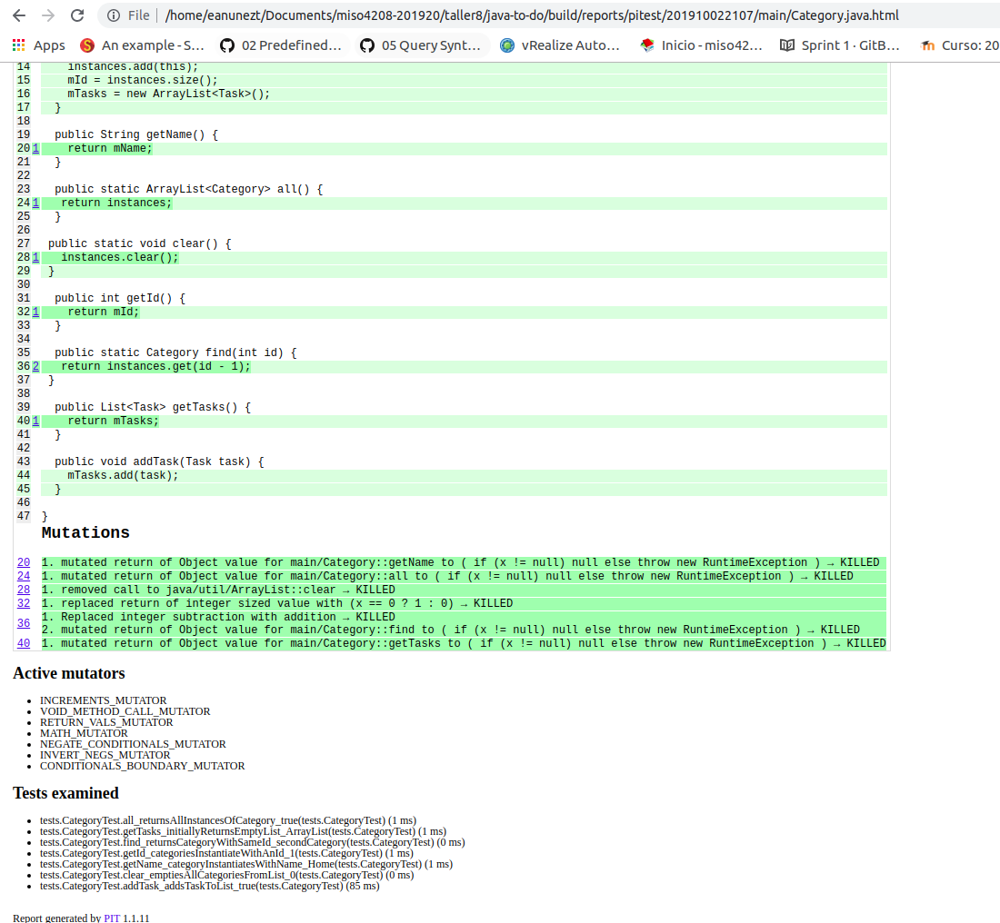 File | /home/eanunezt/Documents/miso4208-201920/taller8/java-to-do/build/reports/pitest/201910022107/main/Category.java.html
Apps An example - S... 02 Predefined... 05 Query Synt... vRealize Auto... Inicio - miso42... Sprint 1 · GitB... Curso: 20
14 instances.add(this);
15 mId = instances.size();
16 mTasks = new ArrayList<Task>();
17 }
18
19 public String getName() {
20 1 return mName;
21 }
22
23 public static ArrayList<Category> all() {
24 1 return instances;
25 }
26
27 public static void clear() {
28 1 instances.clear();
29 }
30
31 public int getId() {
32 1 return mId;
33 }
34
35 public static Category find(int id) {
36 2 return instances.get(id - 1);
37 }
38
39 public List<Task> getTasks() {
40 1 return mTasks;
41 }
42
43 public void addTask(Task task) {
44 mTasks.add(task);
45 }
46
47 }
Mutations
20 1. mutated return of Object value for main/Category::getName to ( if (x != null) null else throw new RuntimeException ) → KILLED
24 1. mutated return of Object value for main/Category::all to ( if (x != null) null else throw new RuntimeException ) → KILLED
28 1. removed call to java/util/ArrayList::clear → KILLED
32 1. replaced return of integer sized value with (x == 0 ? 1 : 0) → KILLED
36 1. Replaced integer subtraction with addition → KILLED
2. mutated return of Object value for main/Category::find to ( if (x != null) null else throw new RuntimeException ) → KILLED
40 1. mutated return of Object value for main/Category::getTasks to ( if (x != null) null else throw new RuntimeException ) → KILLED
Active mutators
• INCREMENTS_MUTATOR
• VOID_METHOD_CALL_MUTATOR
• RETURN_VALS_MUTATOR
• MATH_MUTATOR
• NEGATE_CONDITIONALS_MUTATOR
• INVERT_NEGS_MUTATOR
• CONDITIONALS_BOUNDARY_MUTATOR
Tests examined
• tests.CategoryTest.all_returnsAllInstancesOfCategory_true(tests.CategoryTest) (1 ms)
• tests.CategoryTest.getTasks_initiallyReturnsEmptyList_ArrayList(tests.CategoryTest) (1 ms)
• tests.CategoryTest.find_returnsCategoryWithSameId_secondCategory(tests.CategoryTest) (0 ms)
• tests.CategoryTest.getId_categoriesInstantiateWithAnId_1(tests.CategoryTest) (1 ms)
• tests.CategoryTest.getName_categoryInstantiatesWithName_Home(tests.CategoryTest) (1 ms)
• tests.CategoryTest.clear_emptiesAllCategoriesFromList_0(tests.CategoryTest) (0 ms)
• tests.CategoryTest.addTask_addsTaskToList_true(tests.CategoryTest) (85 ms)
Report generated by PIT 1.1.11